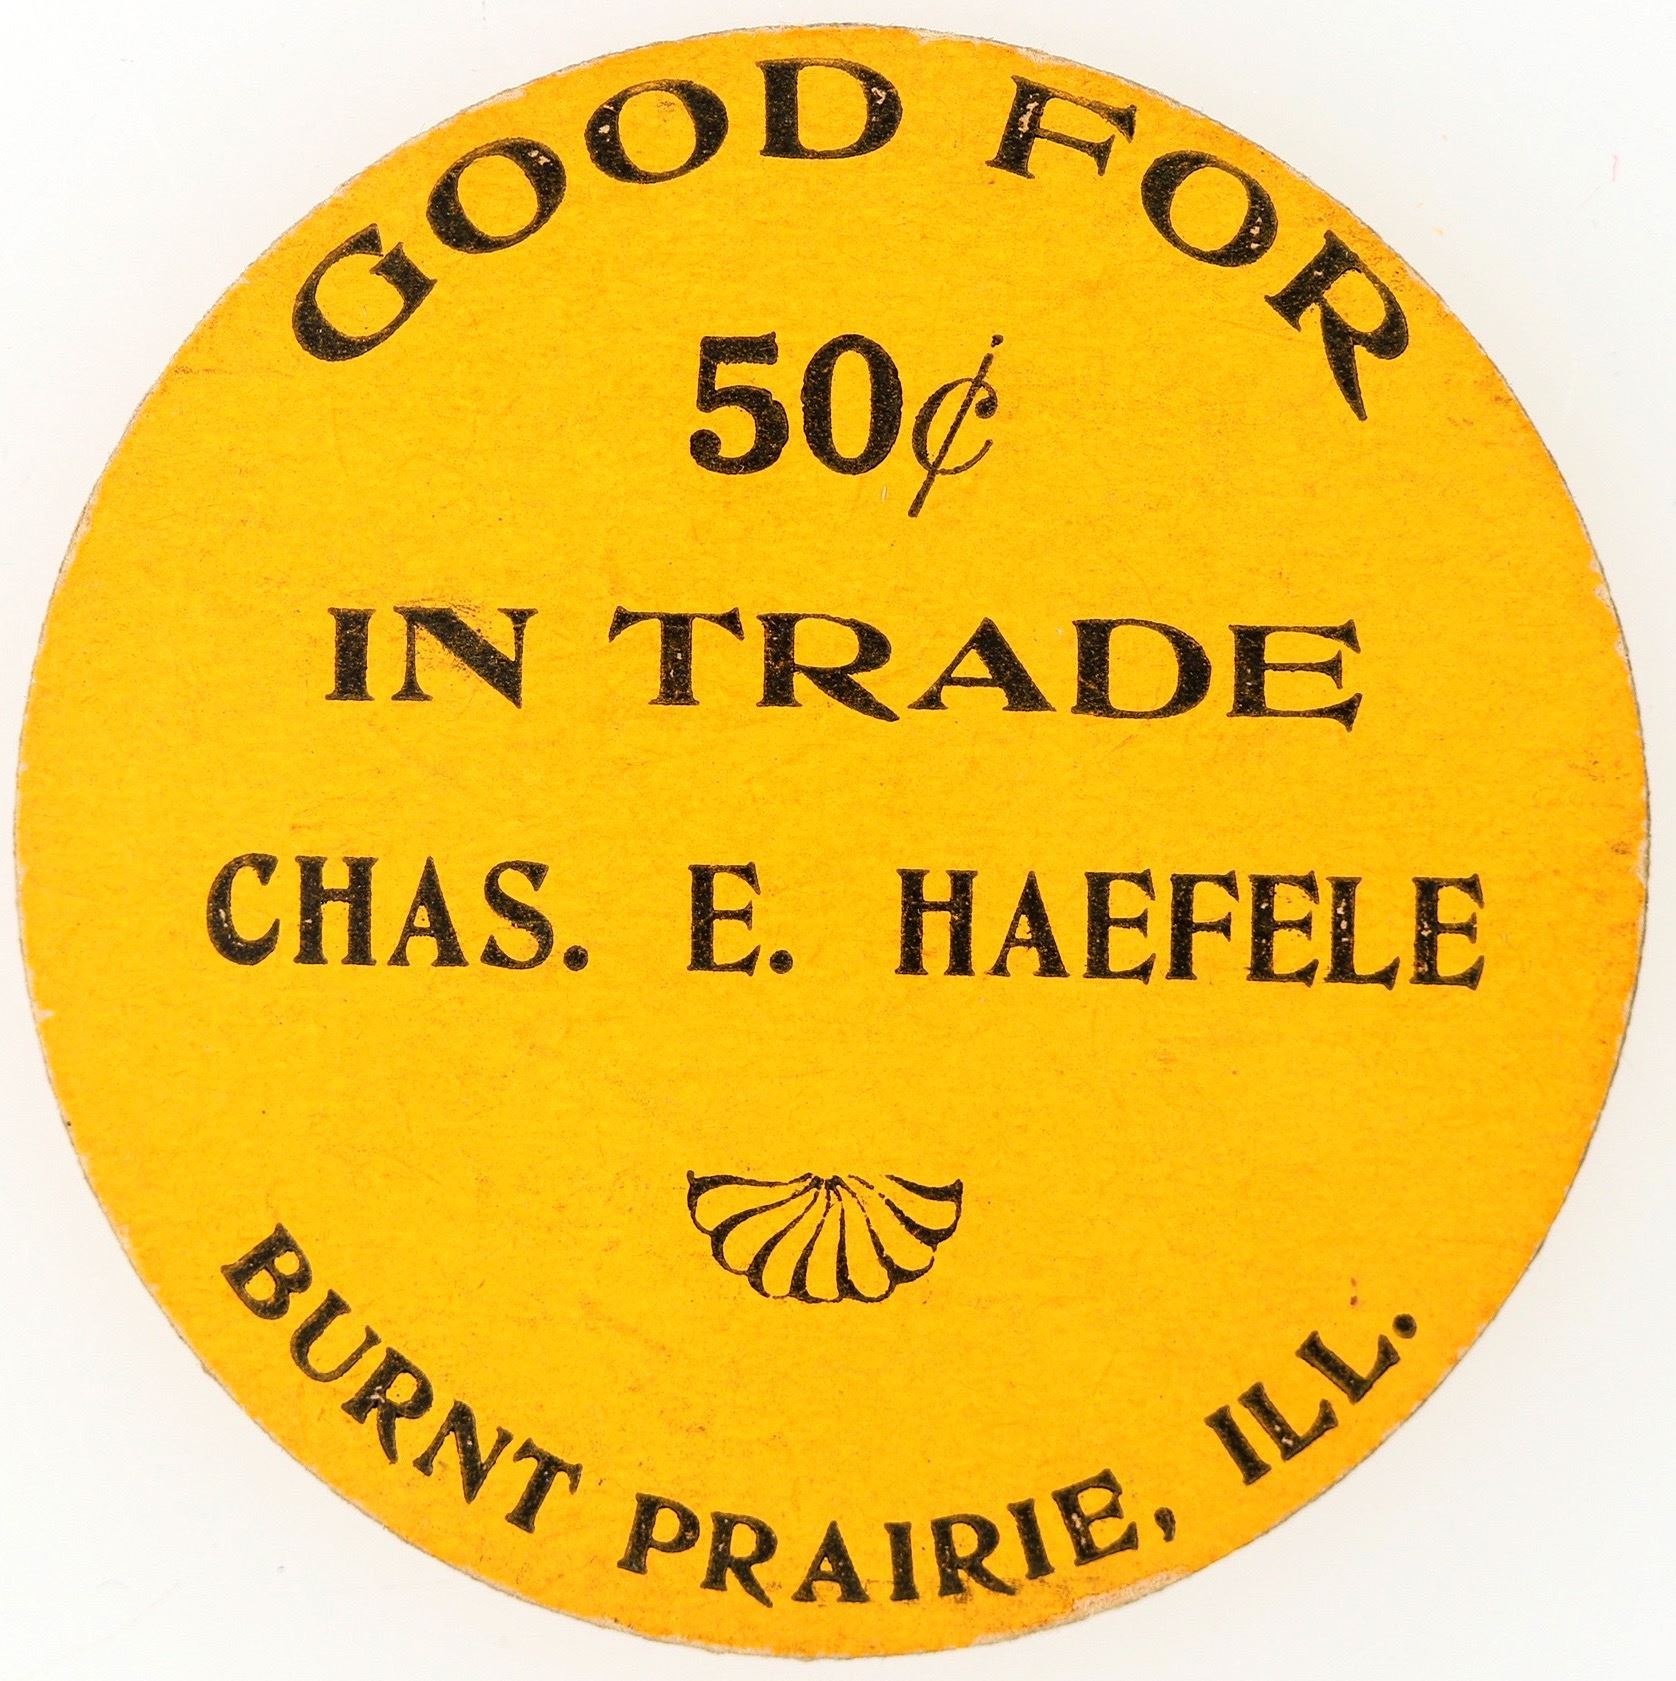 GOOD FOR
50¢
IN TRADE
CHAS. E. HAEFELE
BURNT PRAIRIE, ILL.